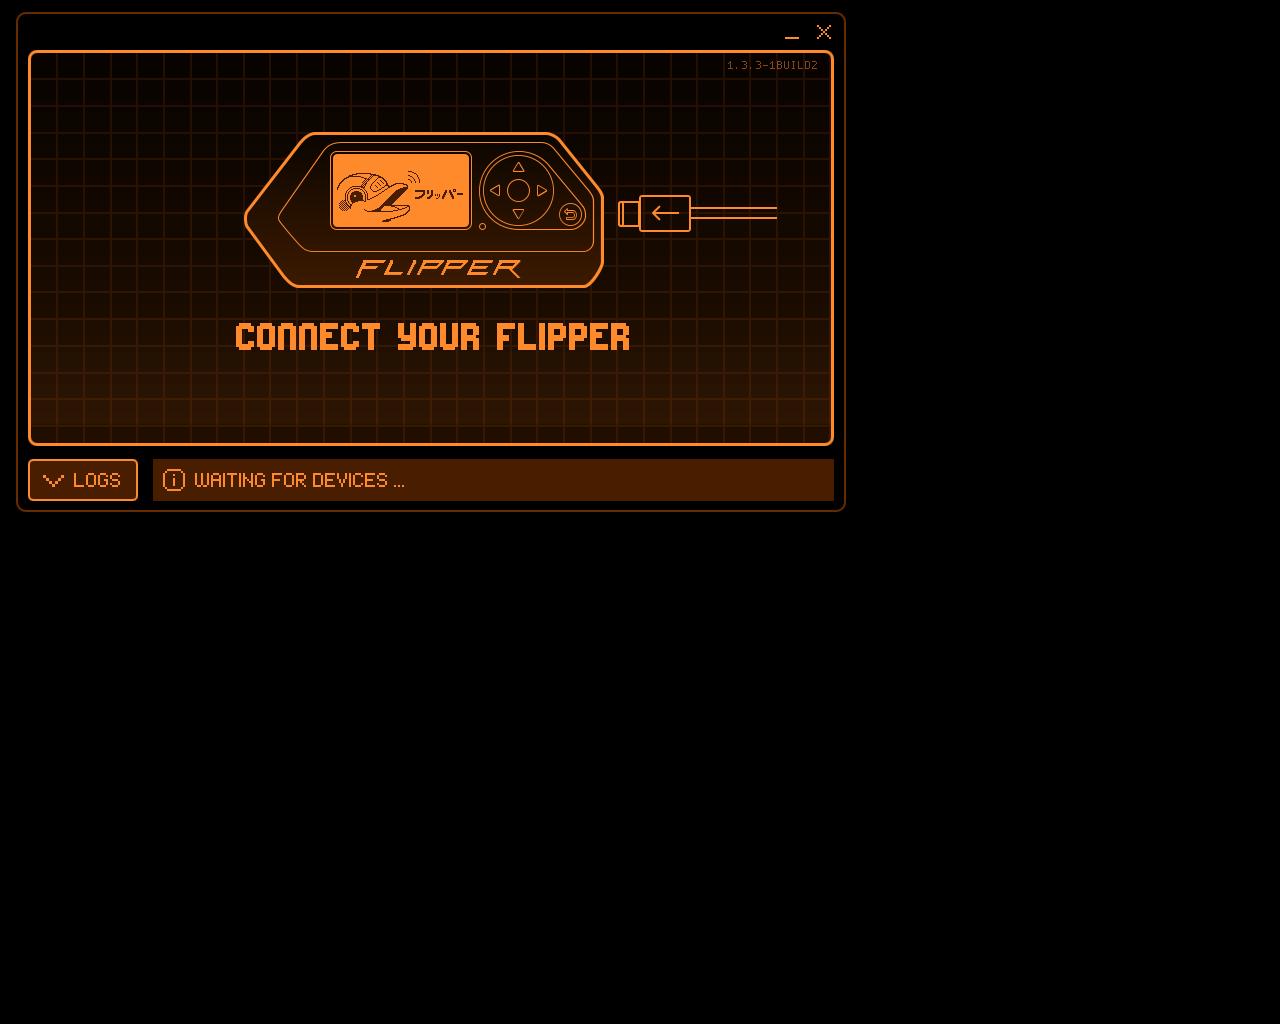 1.3.3-1BUILD2
フリッパー
FLIPPER
CONNECT YOUR FLIPPER
LOGS
WAITING FOR DEVICES ...